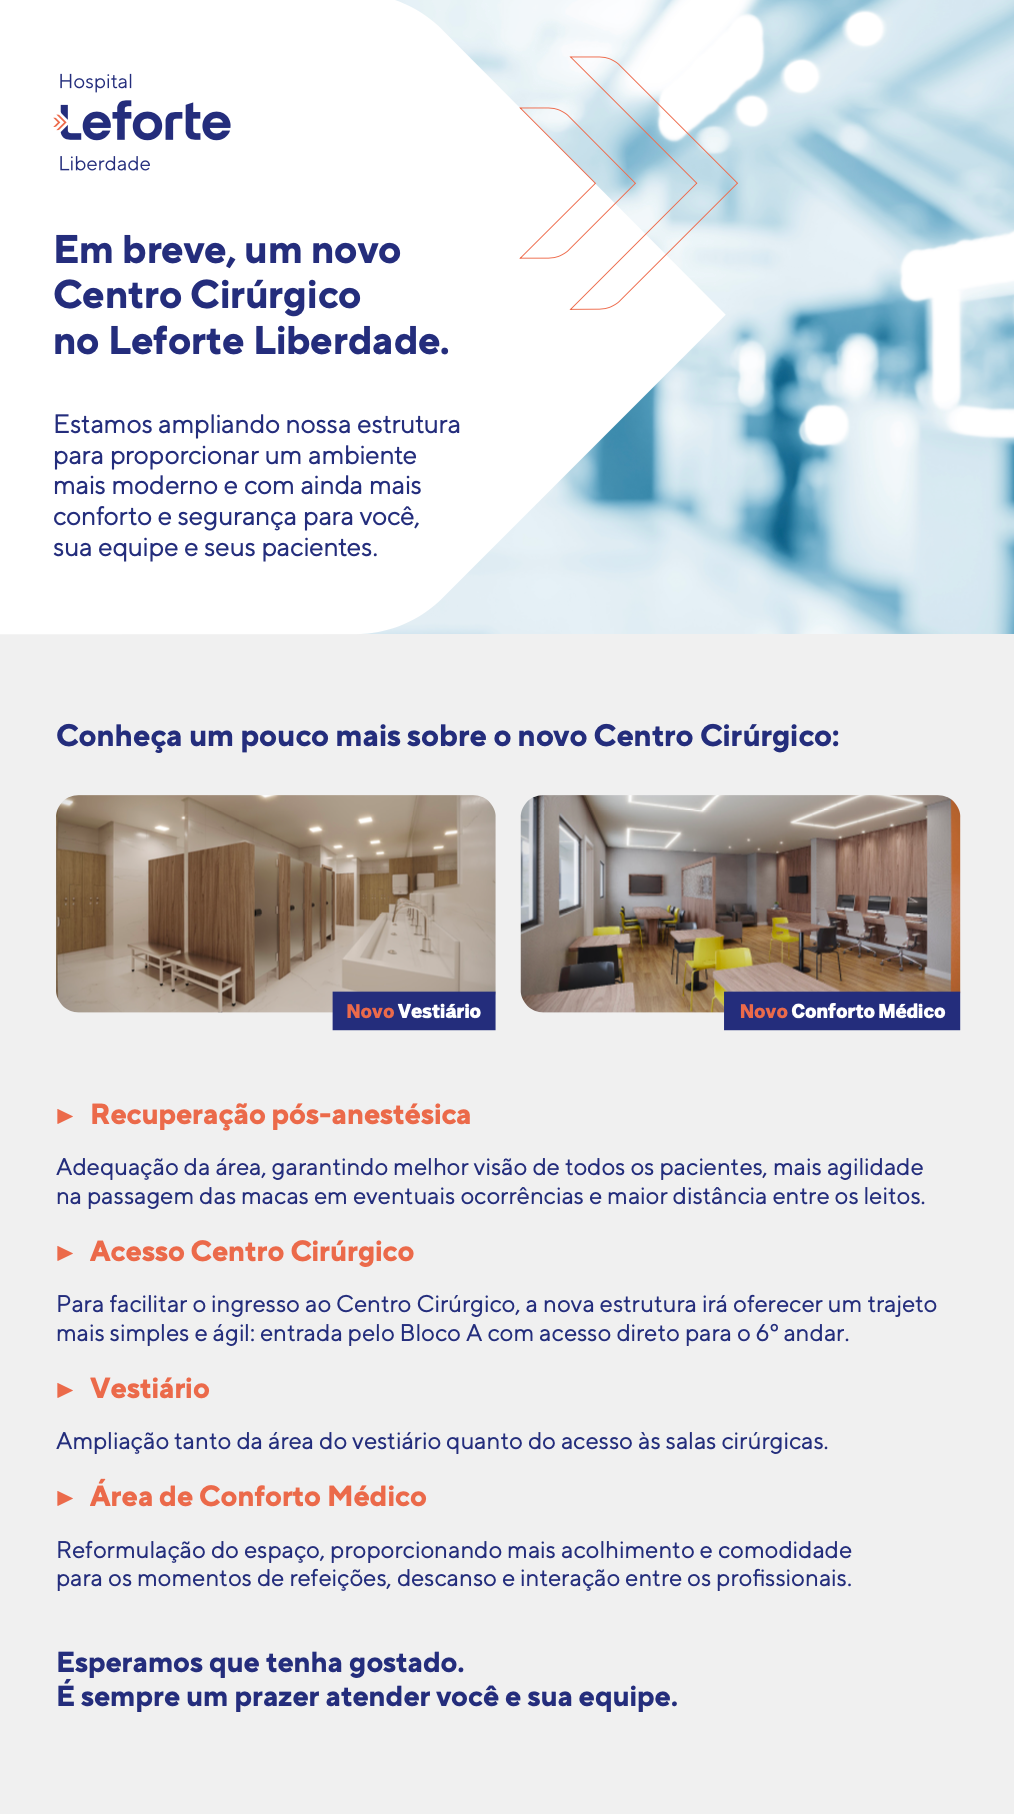 Hospital
Leforte
Liberdade
Em breve, um novo
Centro Cirúrgico
no Leforte Liberdade.
Estamos ampliando nossa estrutura
para proporcionar um ambiente
mais moderno e com ainda mais
conforto e segurança para você,
sua equipe e seus pacientes.
Conheça um pouco mais sobre o novo Centro Cirúrgico:
Novo Vestiário
Novo Conforto Médico
► Recuperação pós-anestésica
Adequação da área, garantindo melhor visão de todos os pacientes, mais agilidade
na passagem das macas em eventuais ocorrências e maior distância entre os leitos.
► Acesso Centro Cirúrgico
Para facilitar o ingresso ao Centro Cirúrgico, a nova estrutura irá oferecer um trajeto
mais simples e ágil: entrada pelo Bloco A com acesso direto para o 6º andar.
► Vestiário
Ampliação tanto da área do vestiário quanto do acesso às salas cirúrgicas.
► Área de Conforto Médico
Reformulação do espaço, proporcionando mais acolhimento e comodidade
para os momentos de refeições, descanso e interação entre os profissionais.
Esperamos que tenha gostado.
É sempre um prazer atender você e sua equipe.